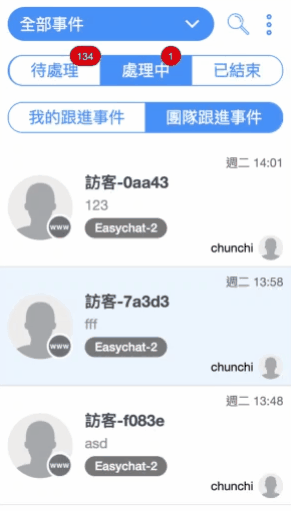 全部事件
134
1
待處理 處理中 已結束
我的跟進事件 團隊跟進事件
週二 14:01
訪客-0aa43
123
www
Easychat-2
chunchi
週二 13:58
訪客-7a3d3
fff
www
Easychat-2
chunchi
週二 13:48
訪客-f083e
asd
www
Easychat-2
chunchi